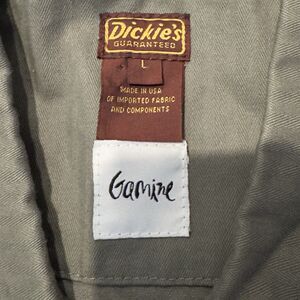 Dickie's
GUARANTEED
L
MADE IN USA
OF IMPORTED FABRIC
AND COMPONENTS
Gamine